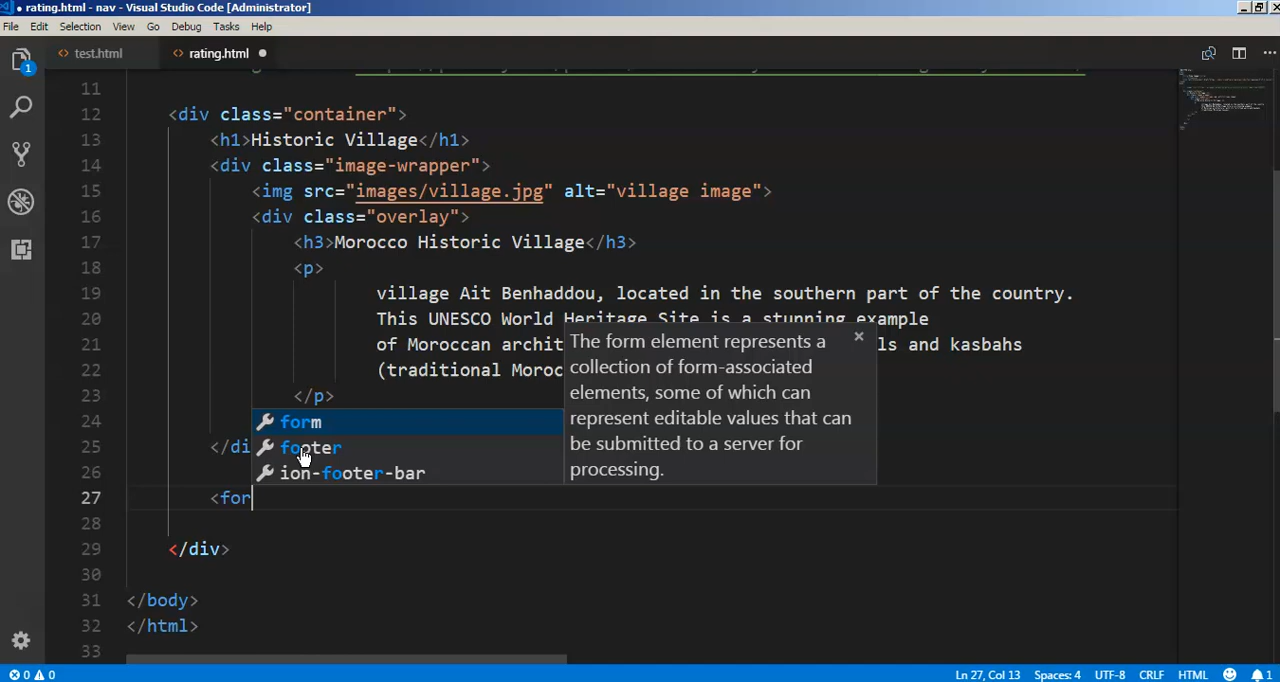 ● rating.html - nav - Visual Studio Code [Administrator]
File Edit Selection View Go Debug Tasks Help
1
<> test.html
<> rating.html ●
11
12 <div class="container">
13 <h1>Historic Village</h1>
14 <div class="image-wrapper">
15 <img src="images/village.jpg" alt="village image">
16 <div class="overlay">
17 <h3>Morocco Historic Village</h3>
18 <p>
19 village Ait Benhaddou, located in the southern part of the country.
20 This UNESCO World Heritage Site is a stunning example
21 of Moroccan archit ls and kasbahs
22 (traditional Moroc
23 </p>
24
25 </di
26
27 <for
28
29 </div>
30
31 </body>
32 </html>
33
form
footer
ion-footer-bar
The form element represents a
collection of form-associated
elements, some of which can
represent editable values that can
be submitted to a server for
processing.
0 0 Ln 27, Col 13 Spaces: 4 UTF-8 CRLF HTML 1